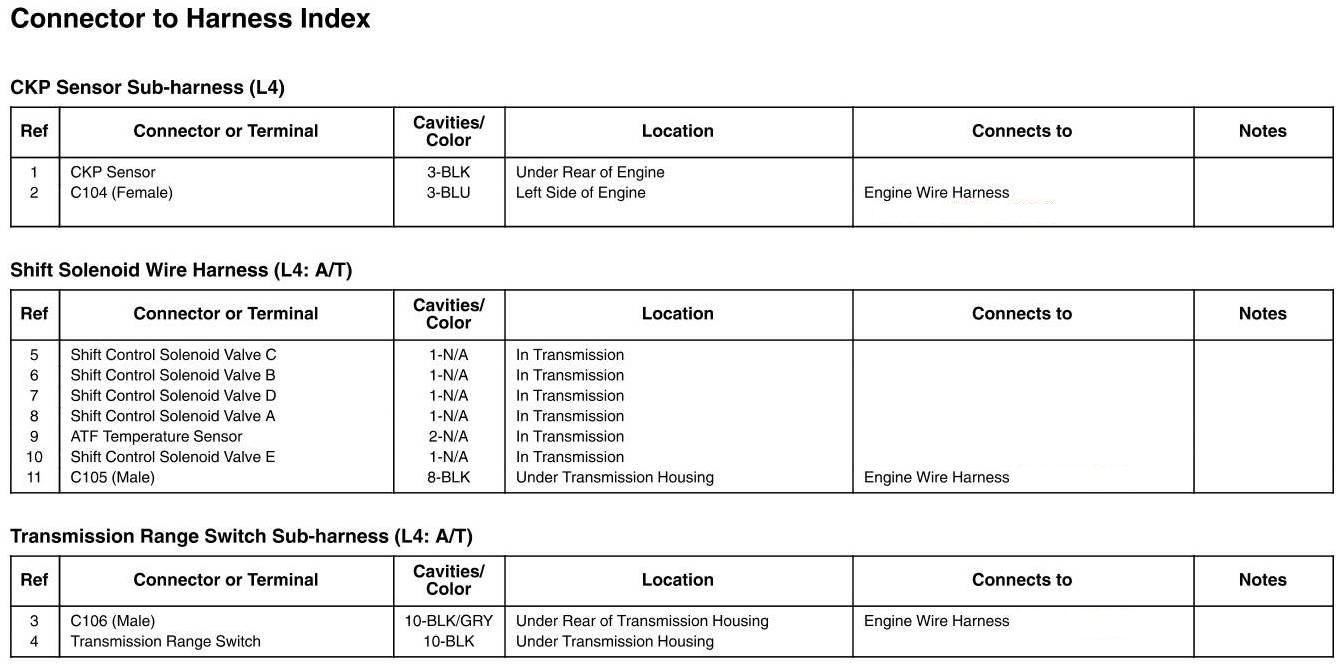 Connector to Harness Index
CKP Sensor Sub-harness (L4)
Ref Connector or Terminal Cavities/ Color Location Connects to Notes
1 CKP Sensor 3-BLK Under Rear of Engine
2 C104 (Female) 3-BLU Left Side of Engine Engine Wire Harness
Shift Solenoid Wire Harness (L4: A/T)
Ref Connector or Terminal Cavities/ Color Location Connects to Notes
5 Shift Control Solenoid Valve C 1-N/A In Transmission
6 Shift Control Solenoid Valve B 1-N/A In Transmission
7 Shift Control Solenoid Valve D 1-N/A In Transmission
8 Shift Control Solenoid Valve A 1-N/A In Transmission
9 ATF Temperature Sensor 2-N/A In Transmission
10 Shift Control Solenoid Valve E 1-N/A In Transmission
11 C105 (Male) 8-BLK Under Transmission Housing Engine Wire Harness
Transmission Range Switch Sub-harness (L4: A/T)
Ref Connector or Terminal Cavities/ Color Location Connects to Notes
3 C106 (Male) 10-BLK/GRY Under Rear of Transmission Housing Engine Wire Harness
4 Transmission Range Switch 10-BLK Under Transmission Housing